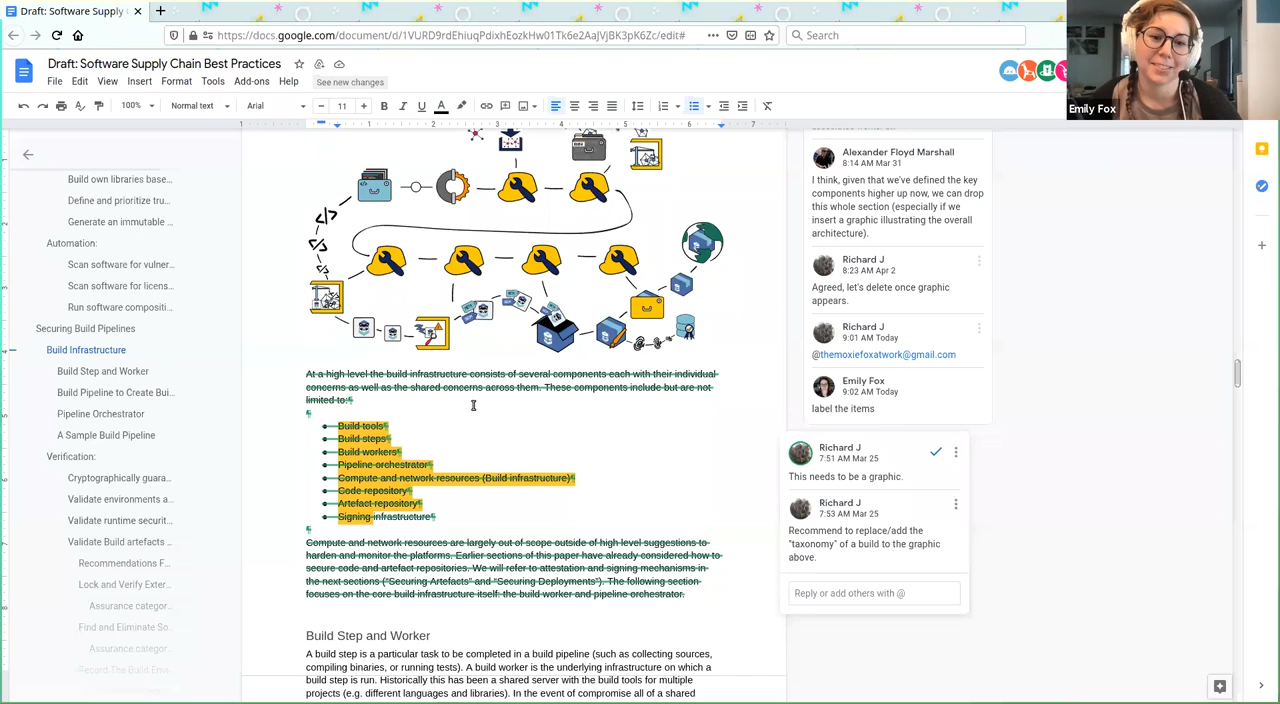 Draft: Software Supply C
https://docs.google.com/document/d/1VURD9rdEhiuqPdixhEozkHw01Tk6e2AaJVjBK3pK6Zc/edit#
Search
Emily Fox
Draft: Software Supply Chain Best Practices
File Edit View Insert Format Tools Add-ons Help See new changes
100% Normal text Arial 11
1 1 2 3 4 5 6 7
Build own libraries base...
Define and prioritize tru...
Generate an immutable ...
Automation:
Scan software for vulner...
Scan software for licens...
Run software compositi...
Securing Build Pipelines
Build Infrastructure
Build Step and Worker
Build Pipeline to Create Bui...
Pipeline Orchestrator
A Sample Build Pipeline
Verification:
Cryptographically guara...
Validate environments a...
Validate runtime securit...
Validate Build artefacts ...
Recommendations F...
Lock and Verify Exter...
Assurance categor...
Find and Eliminate So...
Assurance categor...
Record The Build Env...
At a high level the build infrastructure consists of several components each with their individual
concerns as well as the shared concerns across them. These components include but are not
limited to:
Build tools
Build steps
Build workers
Pipeline orchestrator
Compute and network resources (Build infrastructure)
Code repository
Artefact repository
Signing infrastructure
Compute and network resources are largely out of scope outside of high level suggestions to
harden and monitor the platforms. Earlier sections of this paper have already considered how to
secure code and artefact repositories. We will refer to attestation and signing mechanisms in
the next sections ("Securing Artefacts" and "Securing Deployments"). The following section
focuses on the core build infrastructure itself: the build worker and pipeline orchestrator.
Build Step and Worker
A build step is a particular task to be completed in a build pipeline (such as collecting sources,
compiling binaries, or running tests). A build worker is the underlying infrastructure on which a
build step is run. Historically this has been a shared server with the build tools for multiple
projects (e.g. different languages and libraries). In the event of compromise all of a shared
Alexander Floyd Marshall
8:14 AM Mar 31
I think, given that we've defined the key
components higher up now, we can drop
this whole section (especially if we
insert a graphic illustrating the overall
architecture).
Richard J
8:23 AM Apr 2
Agreed, let's delete once graphic
appears.
Richard J
9:01 AM Today
@themoxiefoxatwork@gmail.com
Emily Fox
9:02 AM Today
label the items
Richard J
7:51 AM Mar 25
This needs to be a graphic.
Richard J
7:53 AM Mar 25
Recommend to replace/add the
"taxonomy" of a build to the graphic
above.
Reply or add others with @